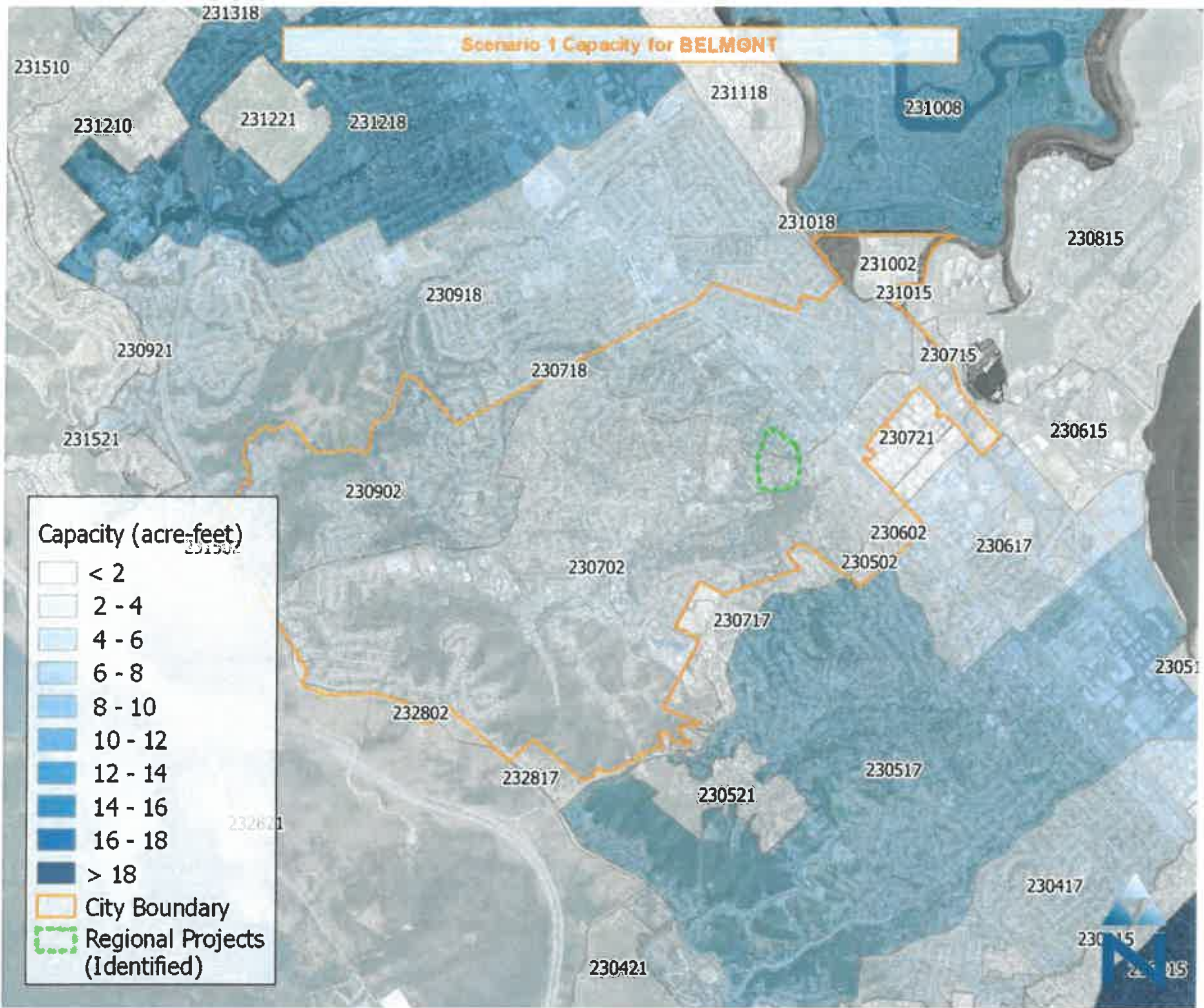 231318
Scenario 1 Capacity for BELMONT
231510
231118
231008
231210
231221
231218
231018
230815
231002
231015
230918
230921
230715
230718
231521
230721
230615
230902
230602
230617
230702
230502
230717
Capacity (acre-feet)
< 2
2 - 4
4 - 6
6 - 8
8 - 10
10 - 12
12 - 14
14 - 16
16 - 18
> 18
City Boundary
Regional Projects
(Identified)
232802
232817
230517
230521
232821
230417
230421
N